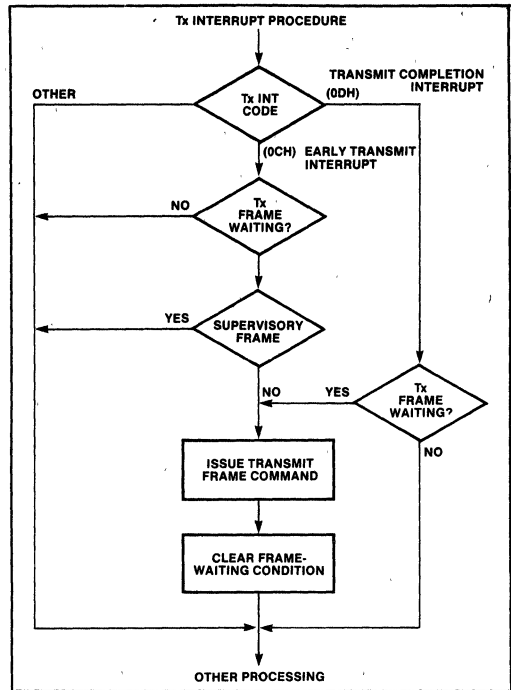 Tx INTERRUPT PROCEDURE
OTHER
Tx INT
CODE
TRANSMIT COMPLETION
INTERRUPT
(0DH)
(0CH) EARLY TRANSMIT
INTERRUPT
NO
Tx
FRAME
WAITING?
YES
SUPERVISORY
FRAME
NO
YES
Tx
FRAME
WAITING?
NO
ISSUE TRANSMIT
FRAME COMMAND
CLEAR FRAME-
WAITING CONDITION
OTHER PROCESSING